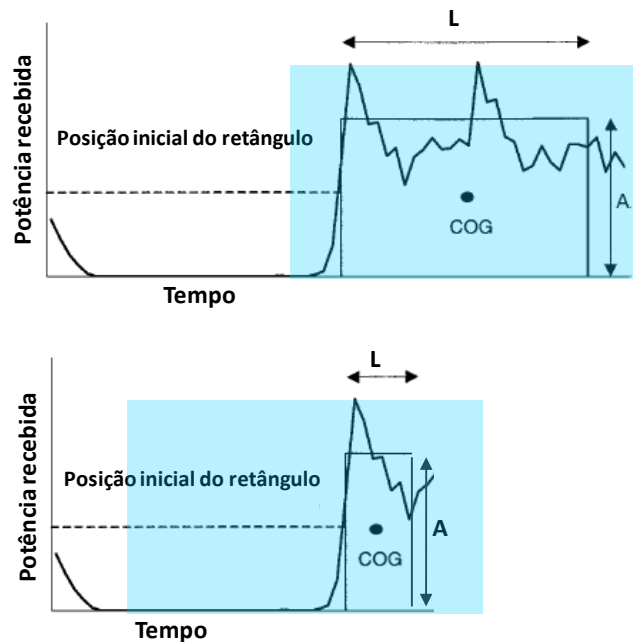 L
Potência recebida
Posição inicial do retângulo
A
COG
Tempo
L
Potência recebida
Posição inicial do retângulo
A
COG
Tempo